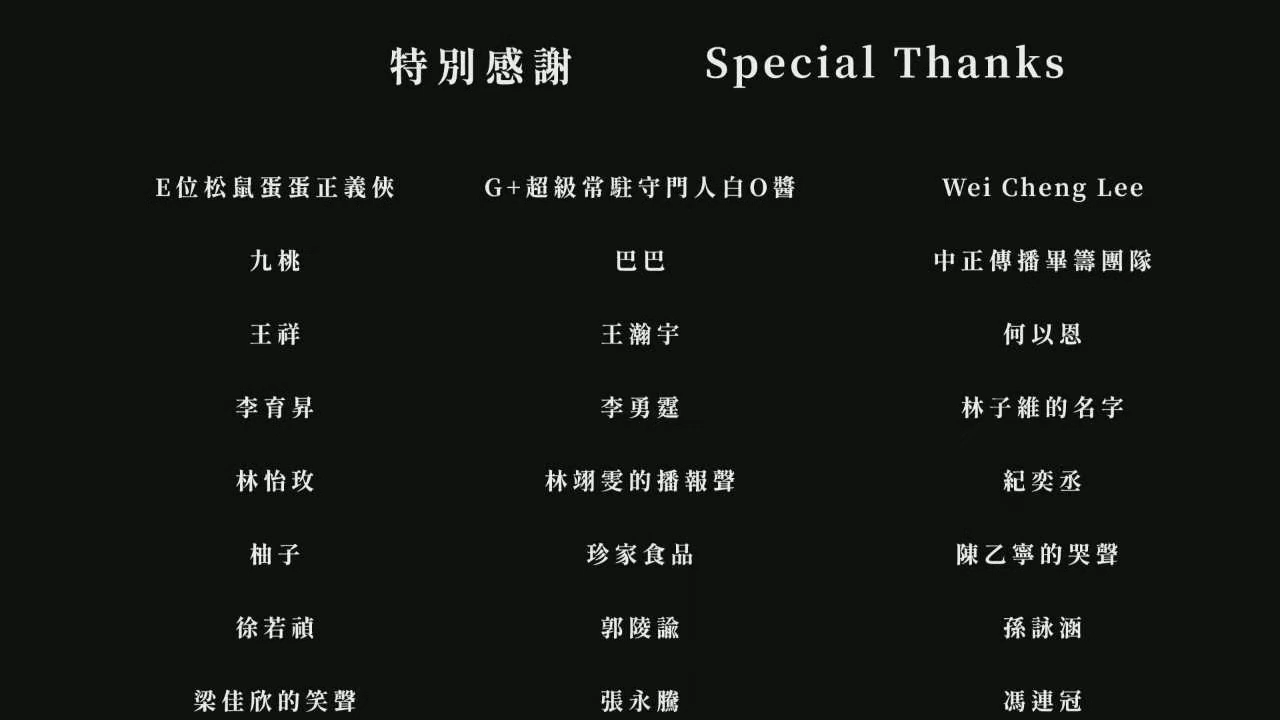 特別感謝 Special Thanks
E位松鼠蛋蛋正義俠 G+超級常駐守門人白O醬 Wei Cheng Lee
九桃 巴巴 中正傳播畢籌團隊
王祥 王瀚宇 何以恩
李育昇 李勇霆 林子維的名字
林怡玫 林翊雯的播報聲 紀奕丞
柚子 珍家食品 陳乙寧的哭聲
徐若禎 郭陵諭 孫詠涵
梁佳欣的笑聲 張永騰 馮連冠